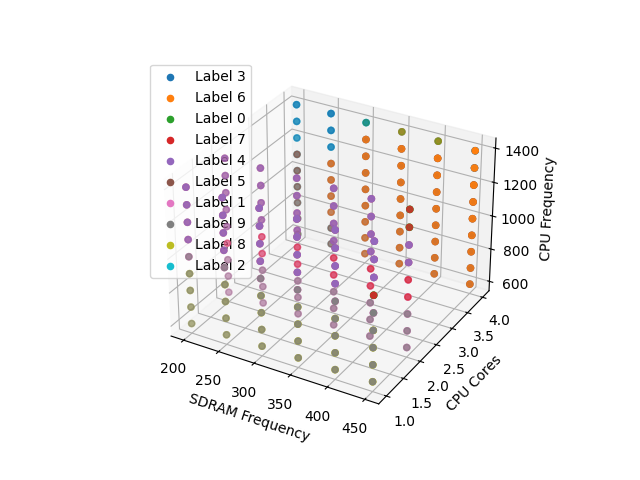 Label 3
Label 6
Label 0
Label 7
Label 4
Label 5
Label 1
Label 9
Label 8
Label 2
1400
1200
1000
800
600
CPU Frequency
4.0
3.5
3.0
2.5
2.0
1.5
1.0
CPU Cores
200
250
300
350
400
450
SDRAM Frequency